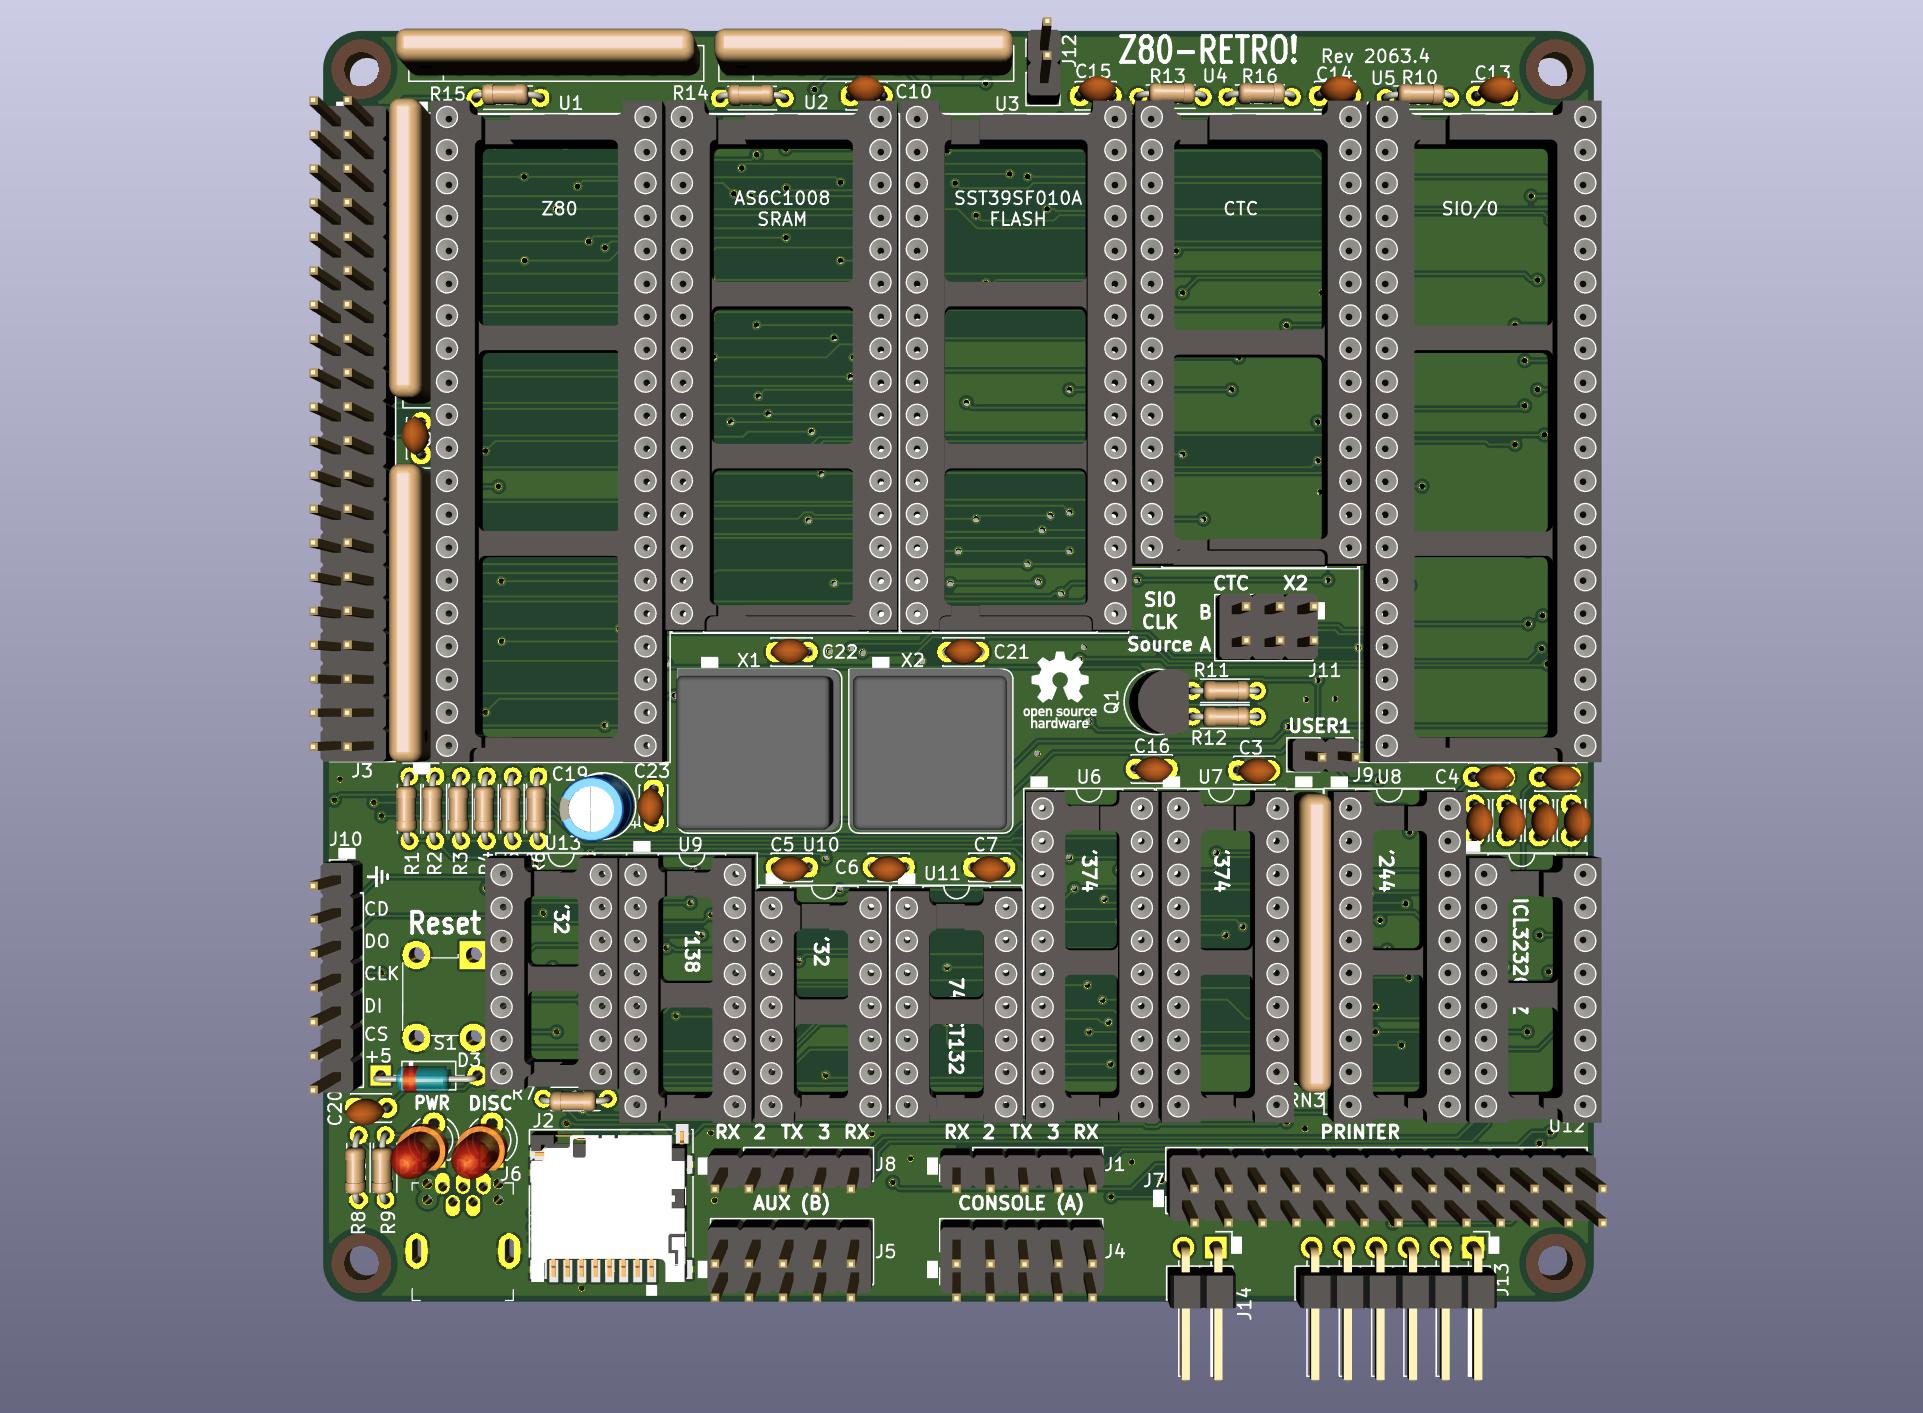 Z80-RETRO!
Rev 2063.4
J12
C15
R13
U4
R16
C14
U5
R10
C13
R15
U1
R14
U2
C10
U3
Z80
AS6C1008
SRAM
SST39SF010A
FLASH
CTC
SIO/0
CTC X2
SIO
CLK
Source A
B
J11
X1
C22
X2
C21
open source
hardware
Q1
R11
R12
USER1
J3
C19
C23
C16
C3
J9
U6
U7
U8
C4
J10
R1
R2
R3
U13
U9
C5
U10
C6
U11
C7
CD
DO
CLK
DI
CS
+5
Reset
S1
D3
'32
'138
'32
'374
'374
'244
C20
PWR
DISC
R7
RN3
U12
J2
RX 2 TX 3 RX
RX 2 TX 3 RX
PRINTER
J8
J1
J7
J6
AUX (B)
CONSOLE (A)
R8
R9
J5
J4
J14
J13